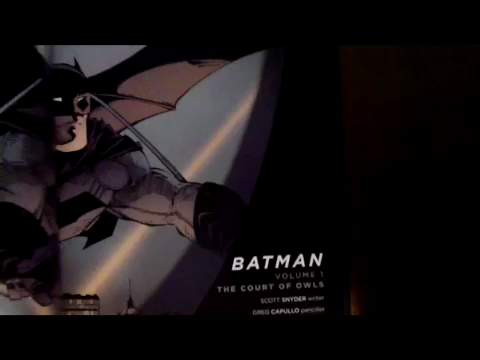 BATMAN
VOLUME 1
THE COURT OF OWLS
SCOTT SNYDER writer
GREG CAPULLO penciller